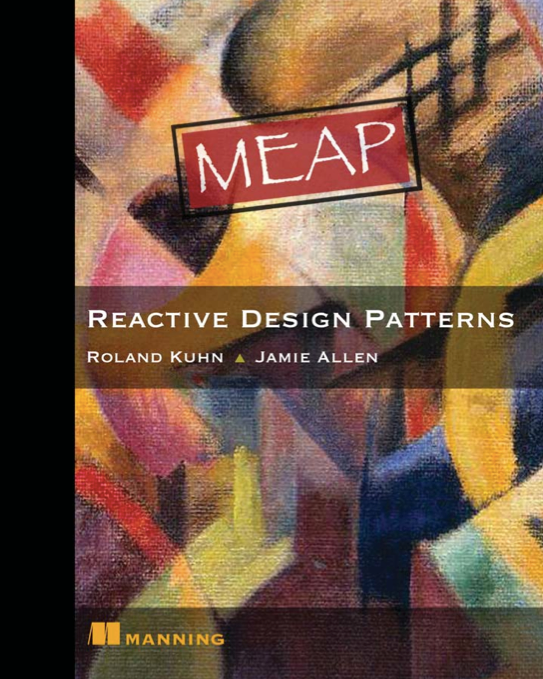 MEAP
REACTIVE DESIGN PATTERNS
ROLAND KUHN ▲ JAMIE ALLEN
MANNING